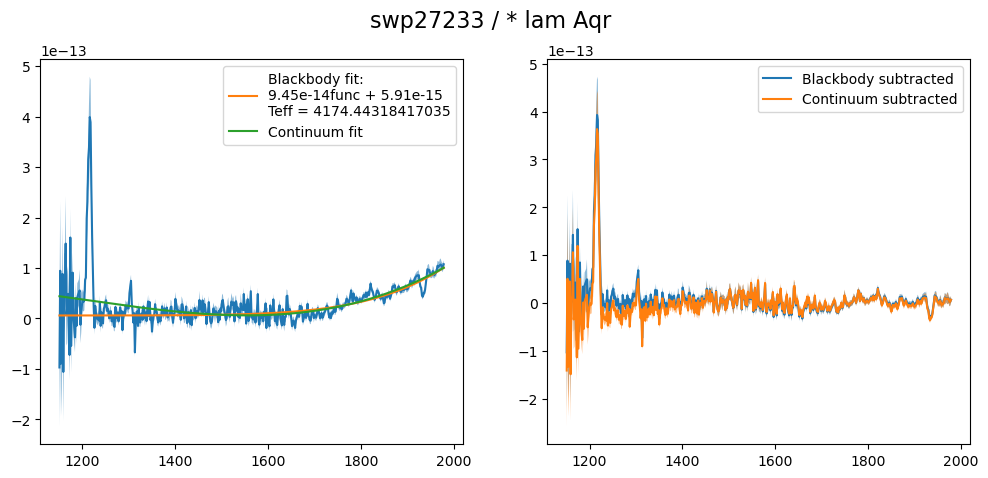 swp27233 / * lam Aqr
1e−13
5
4
3
2
1
0
−1
−2
1200
1400
1600
1800
2000
Blackbody fit:
9.45e-14func + 5.91e-15
Teff = 4174.44318417035
Continuum fit
1e−13
5
4
3
2
1
0
−1
−2
1200
1400
1600
1800
2000
Blackbody subtracted
Continuum subtracted